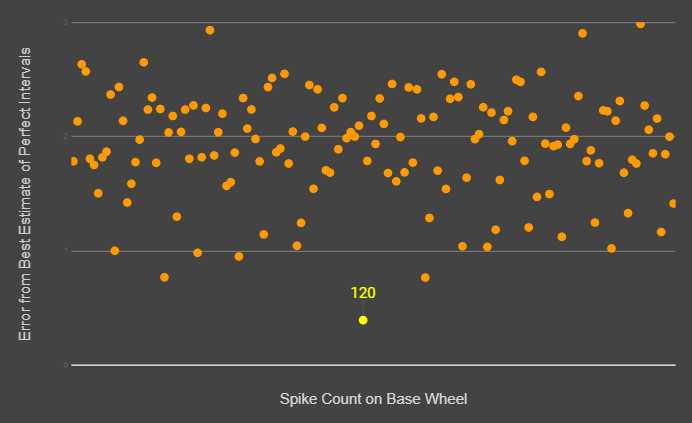 Error from Best Estimate of Perfect Intervals
3
2
1
0
120
Spike Count on Base Wheel